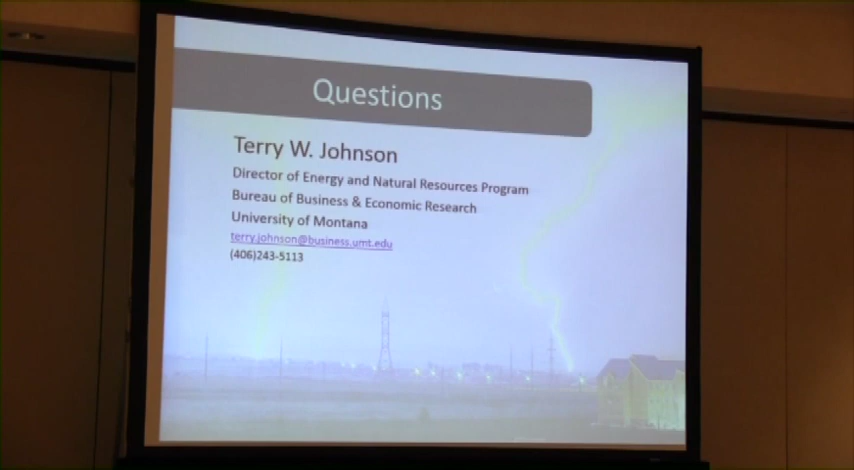 Questions
Terry W. Johnson
Director of Energy and Natural Resources Program
Bureau of Business & Economic Research
University of Montana
terry.johnson@business.umt.edu
(406)243-5113